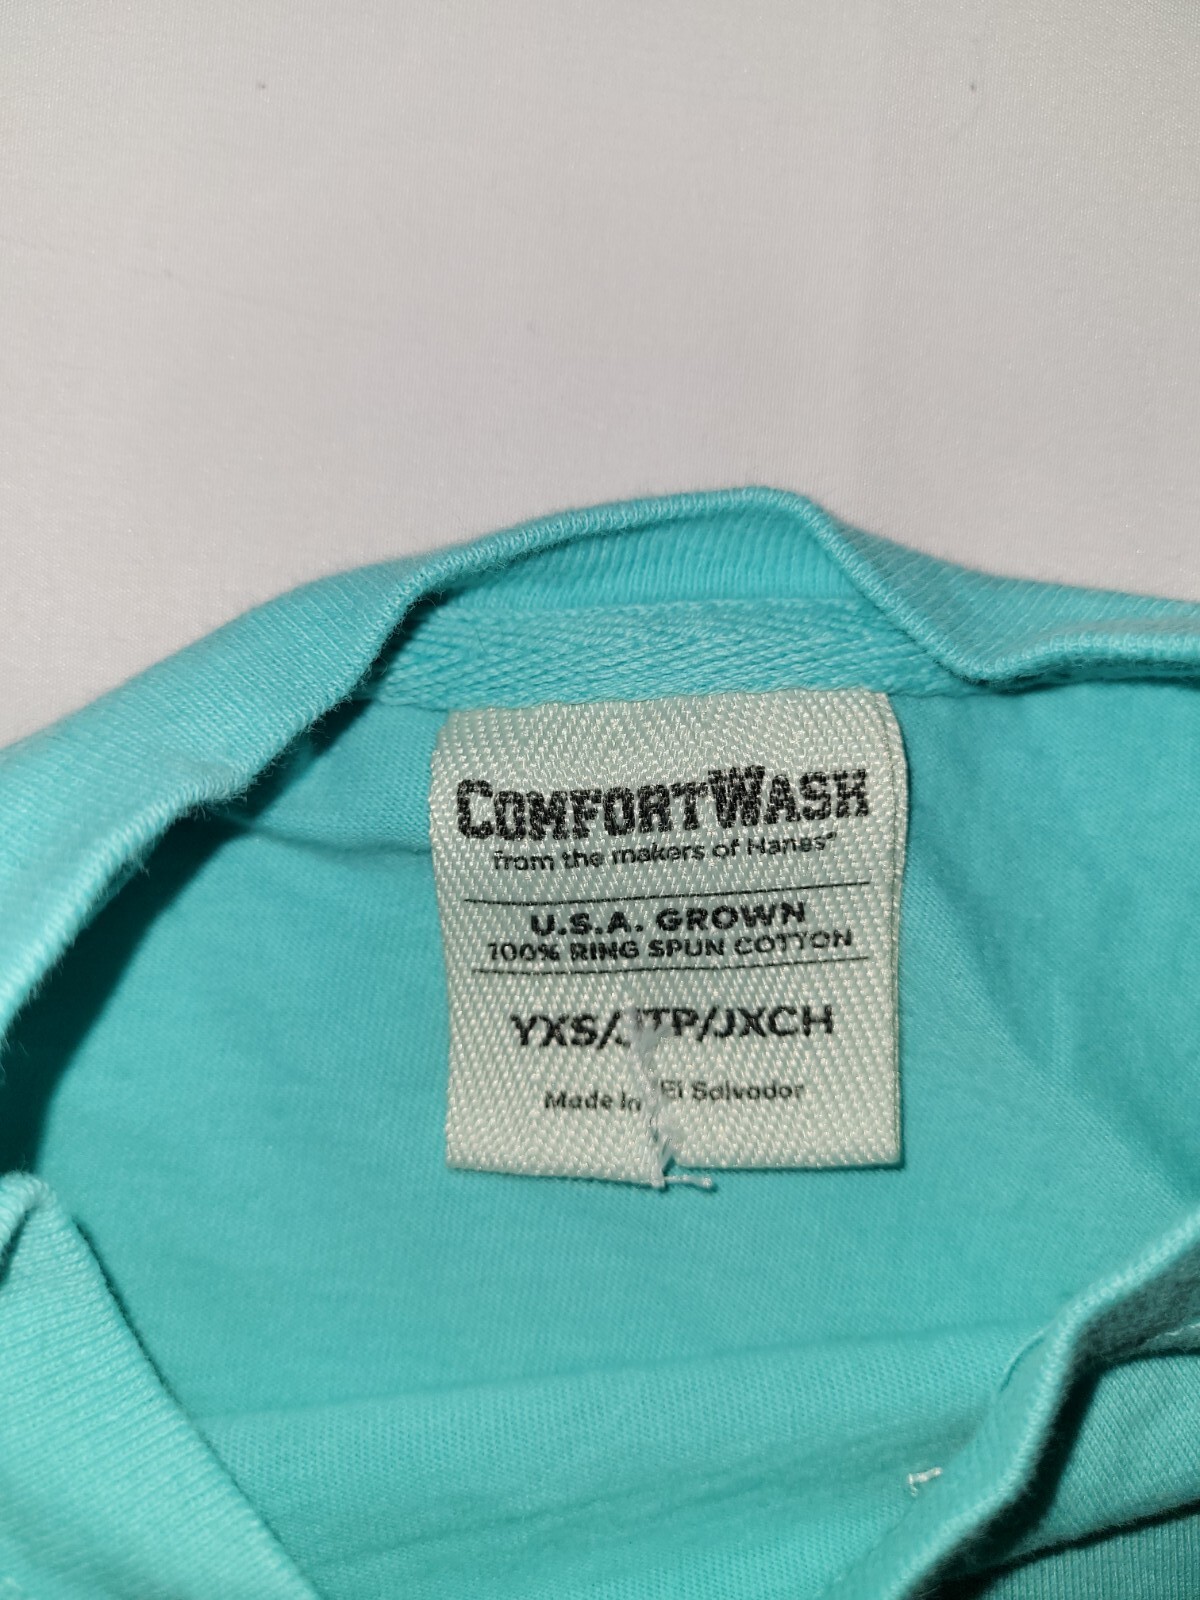 COMFORTWASH
from the makers of Hanes
U.S.A. GROWN
100% RING SPUN COTTON
YXS/JTP/JXCH
Made in El Salvador